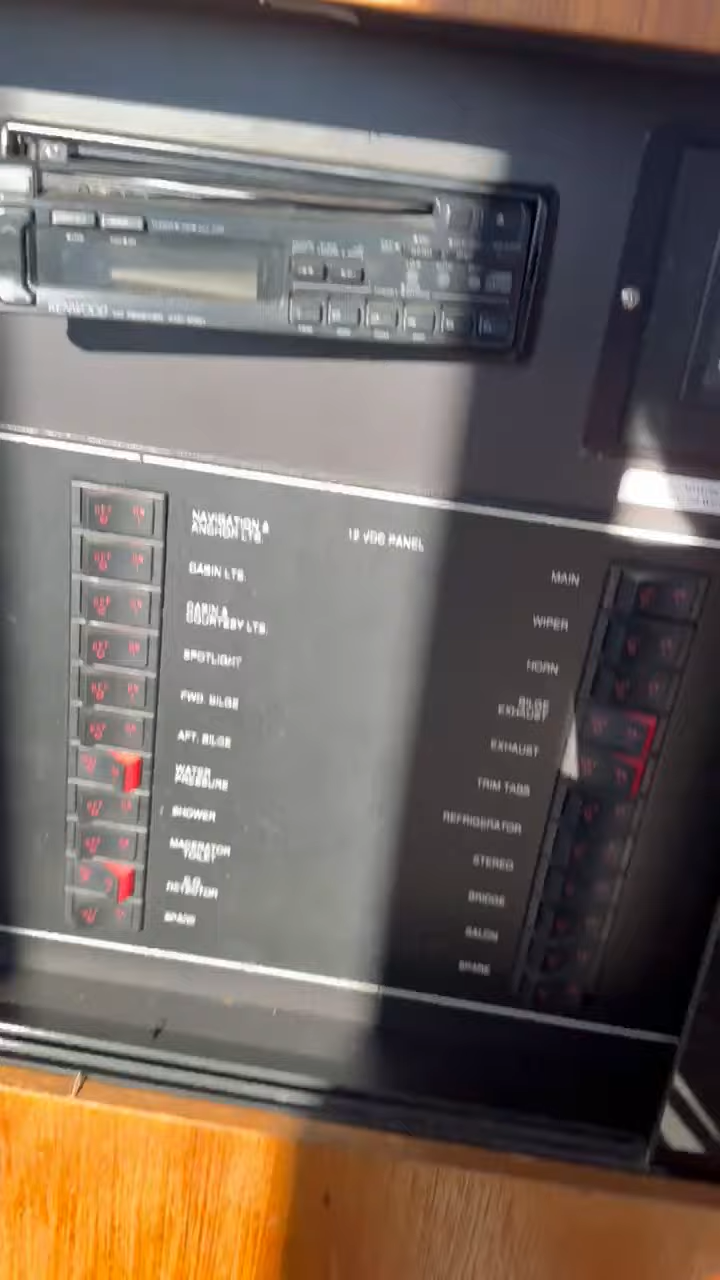 KENWOOD
NAVIGATION &
ANCHOR LTS.
12 VDC PANEL
CABIN LTS.
CABIN &
COURTESY LTS.
SPOTLIGHT
FWD. BILGE
AFT. BILGE
WATER
PRESSURE
SHOWER
MACERATOR
TOILET
C.O.
DETECTOR
SPARE
MAIN
WIPER
HORN
BILGE
EXHAUST
EXHAUST
TRIM TABS
REFRIGERATOR
STEREO
BRIDGE
SALON
SPARE